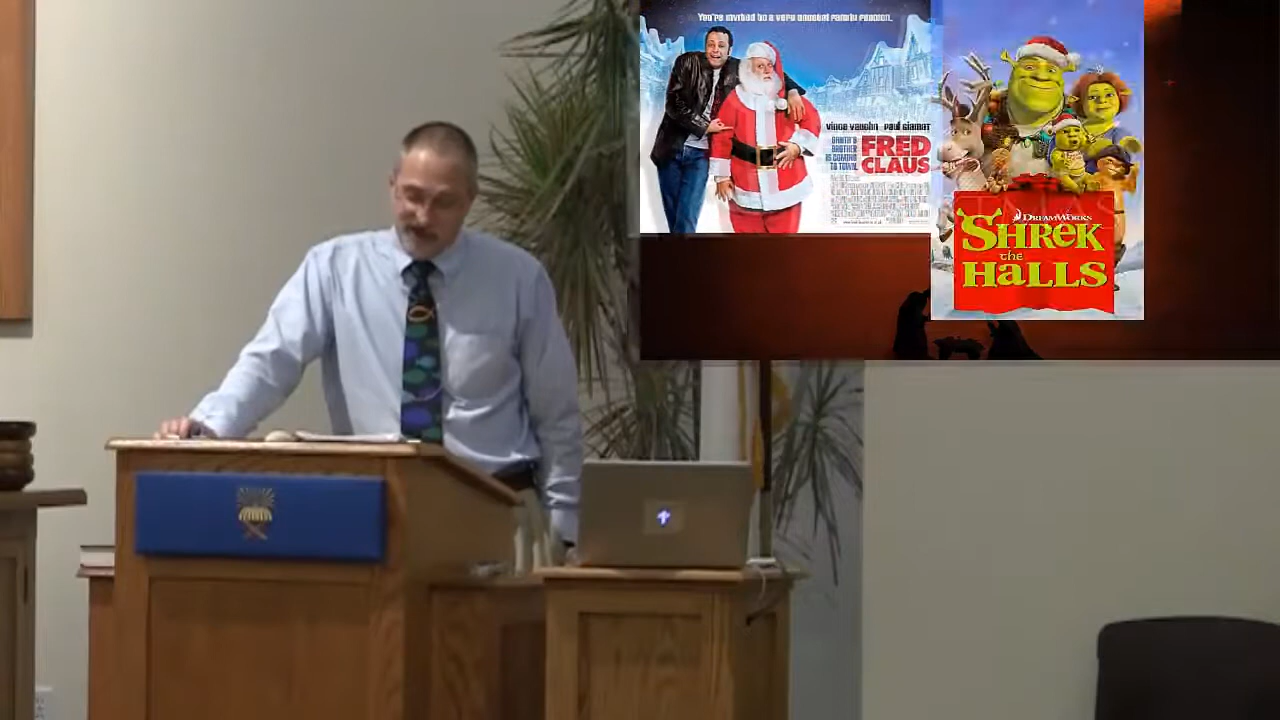 You're invited to a very unusual family reunion.
vince vaughn paul giamatti
SANTA'S
BROTHER
IS COMING
TO TOWN.
FRED
CLAUS
DREAMWORKS
SHREK
the
HALLS